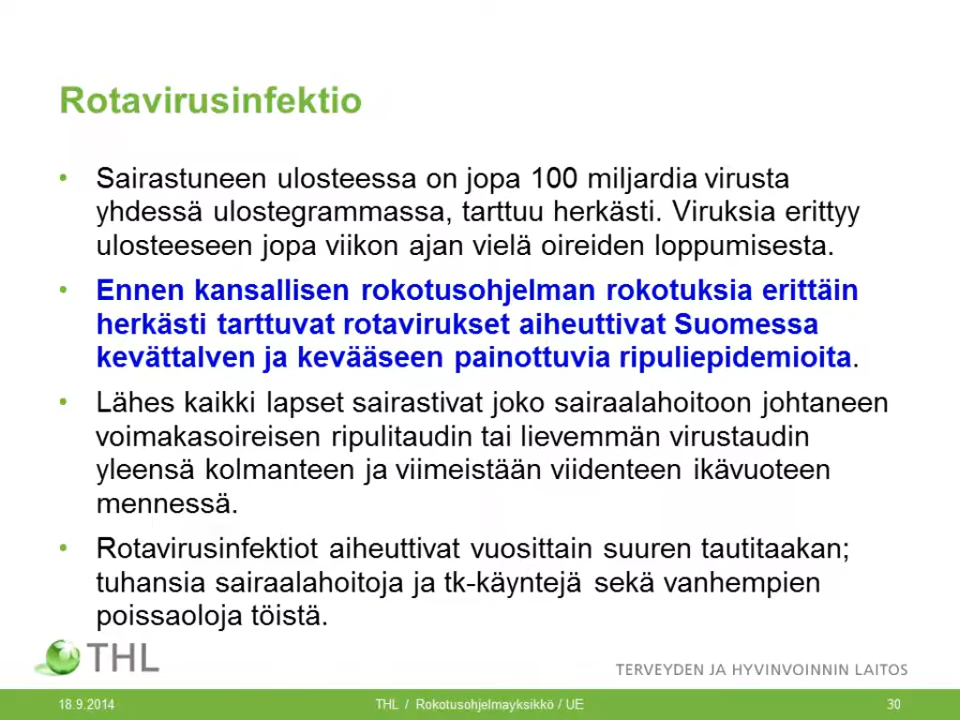 Rotavirusinfektio
• Sairastuneen ulosteessa on jopa 100 miljardia virusta
yhdessä ulostegrammassa, tarttuu herkästi. Viruksia erittyy
ulosteeseen jopa viikon ajan vielä oireiden loppumisesta.
• Ennen kansallisen rokotusohjelman rokotuksia erittäin
herkästi tarttuvat rotavirukset aiheuttivat Suomessa
kevättalven ja kevääseen painottuvia ripuliepidemioita.
• Lähes kaikki lapset sairastivat joko sairaalahoitoon johtaneen
voimakasoireisen ripulitaudin tai lievemmän virustaudin
yleensä kolmanteen ja viimeistään viidenteen ikävuoteen
mennessä.
• Rotavirusinfektiot aiheuttivat vuosittain suuren tautitaakan;
tuhansia sairaalahoitoja ja tk-käyntejä sekä vanhempien
poissaoloja töistä.
THL
TERVEYDEN JA HYVINVOINNIN LAITOS
18.9.2014 THL / Rokotusohjelmayksikkö / UE 30